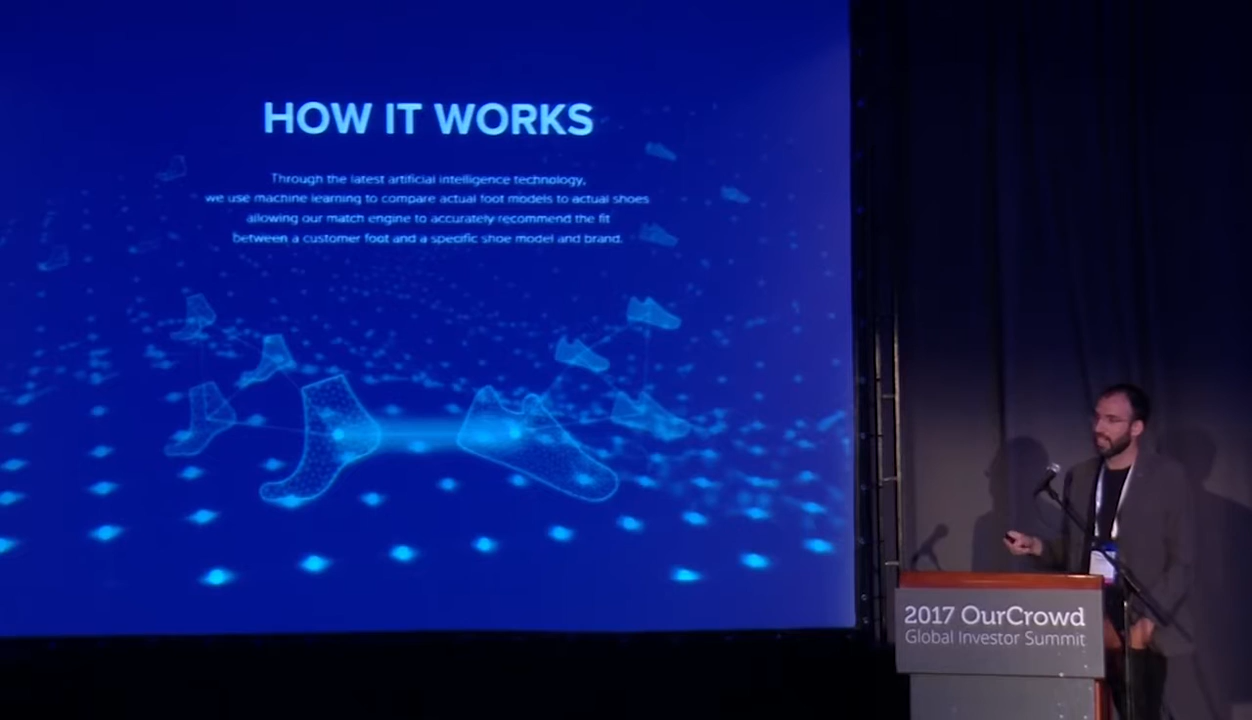 HOW IT WORKS
Through the latest artificial intelligence technology,
we use machine learning to compare actual foot models to actual shoes
allowing our match engine to accurately recommend the fit
between a customer foot and a specific shoe model and brand.
2017 OurCrowd
Global Investor Summit